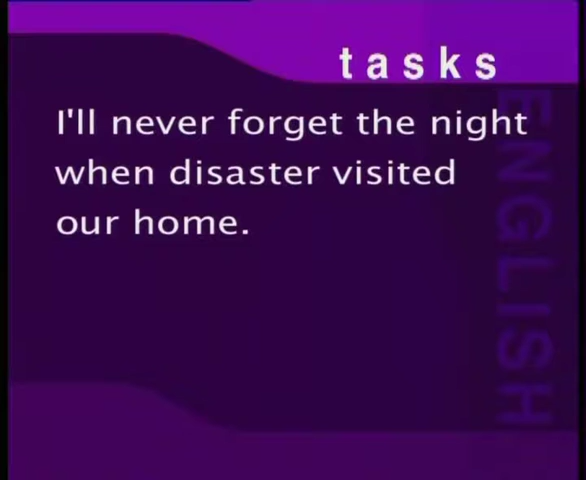 tasks
I'll never forget the night
when disaster visited
our home.
ENGLISH